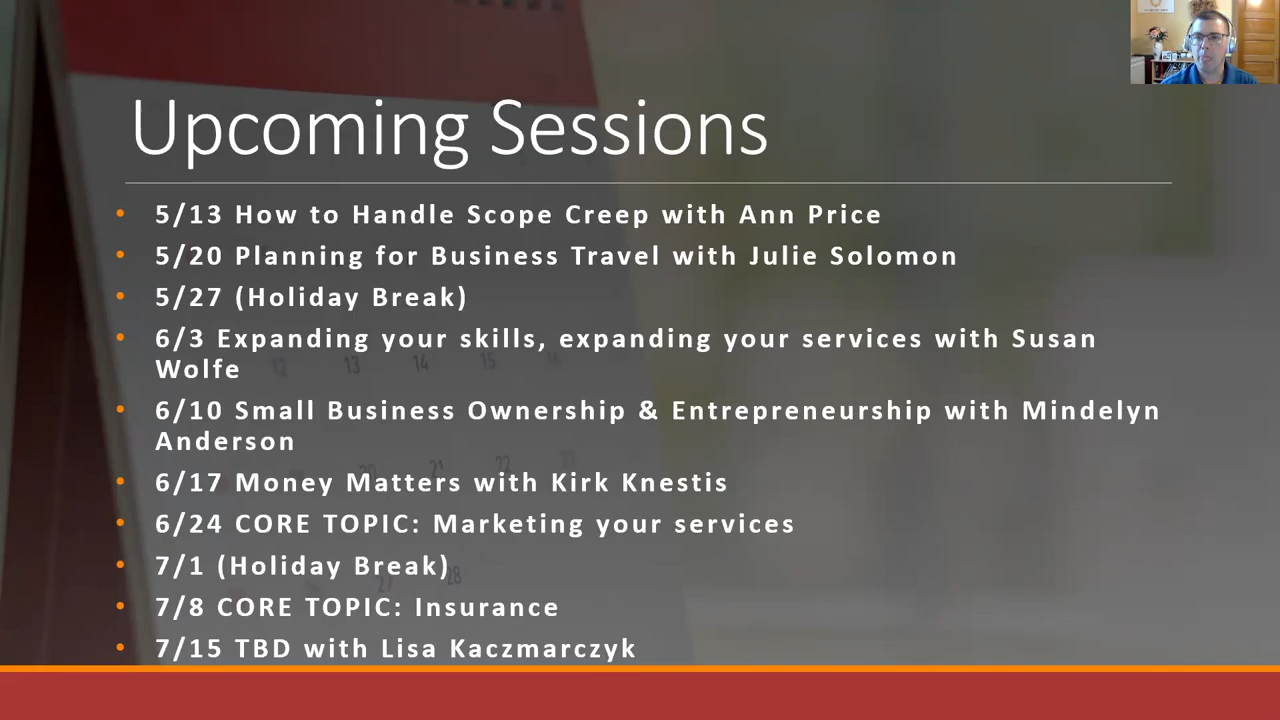 Upcoming Sessions
5/13 How to Handle Scope Creep with Ann Price
5/20 Planning for Business Travel with Julie Solomon
5/27 (Holiday Break)
6/3 Expanding your skills, expanding your services with Susan
Wolfe
6/10 Small Business Ownership & Entrepreneurship with Mindelyn
Anderson
6/17 Money Matters with Kirk Knestis
6/24 CORE TOPIC: Marketing your services
7/1 (Holiday Break)
7/8 CORE TOPIC: Insurance
7/15 TBD with Lisa Kaczmarczyk